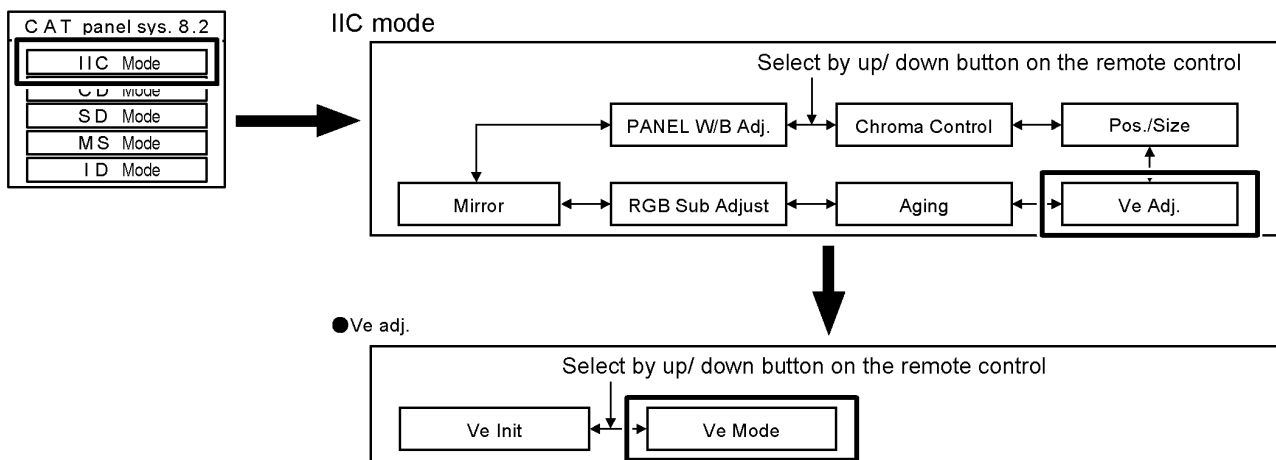 CAT panel sys. 8.2
IIC Mode
CD Mode
SD Mode
MS Mode
ID Mode
IIC mode
Select by up/ down button on the remote control
PANEL W/B Adj.
Chroma Control
Pos./Size
Mirror
RGB Sub Adjust
Aging
Ve Adj.
●Ve adj.
Select by up/ down button on the remote control
Ve Init
Ve Mode